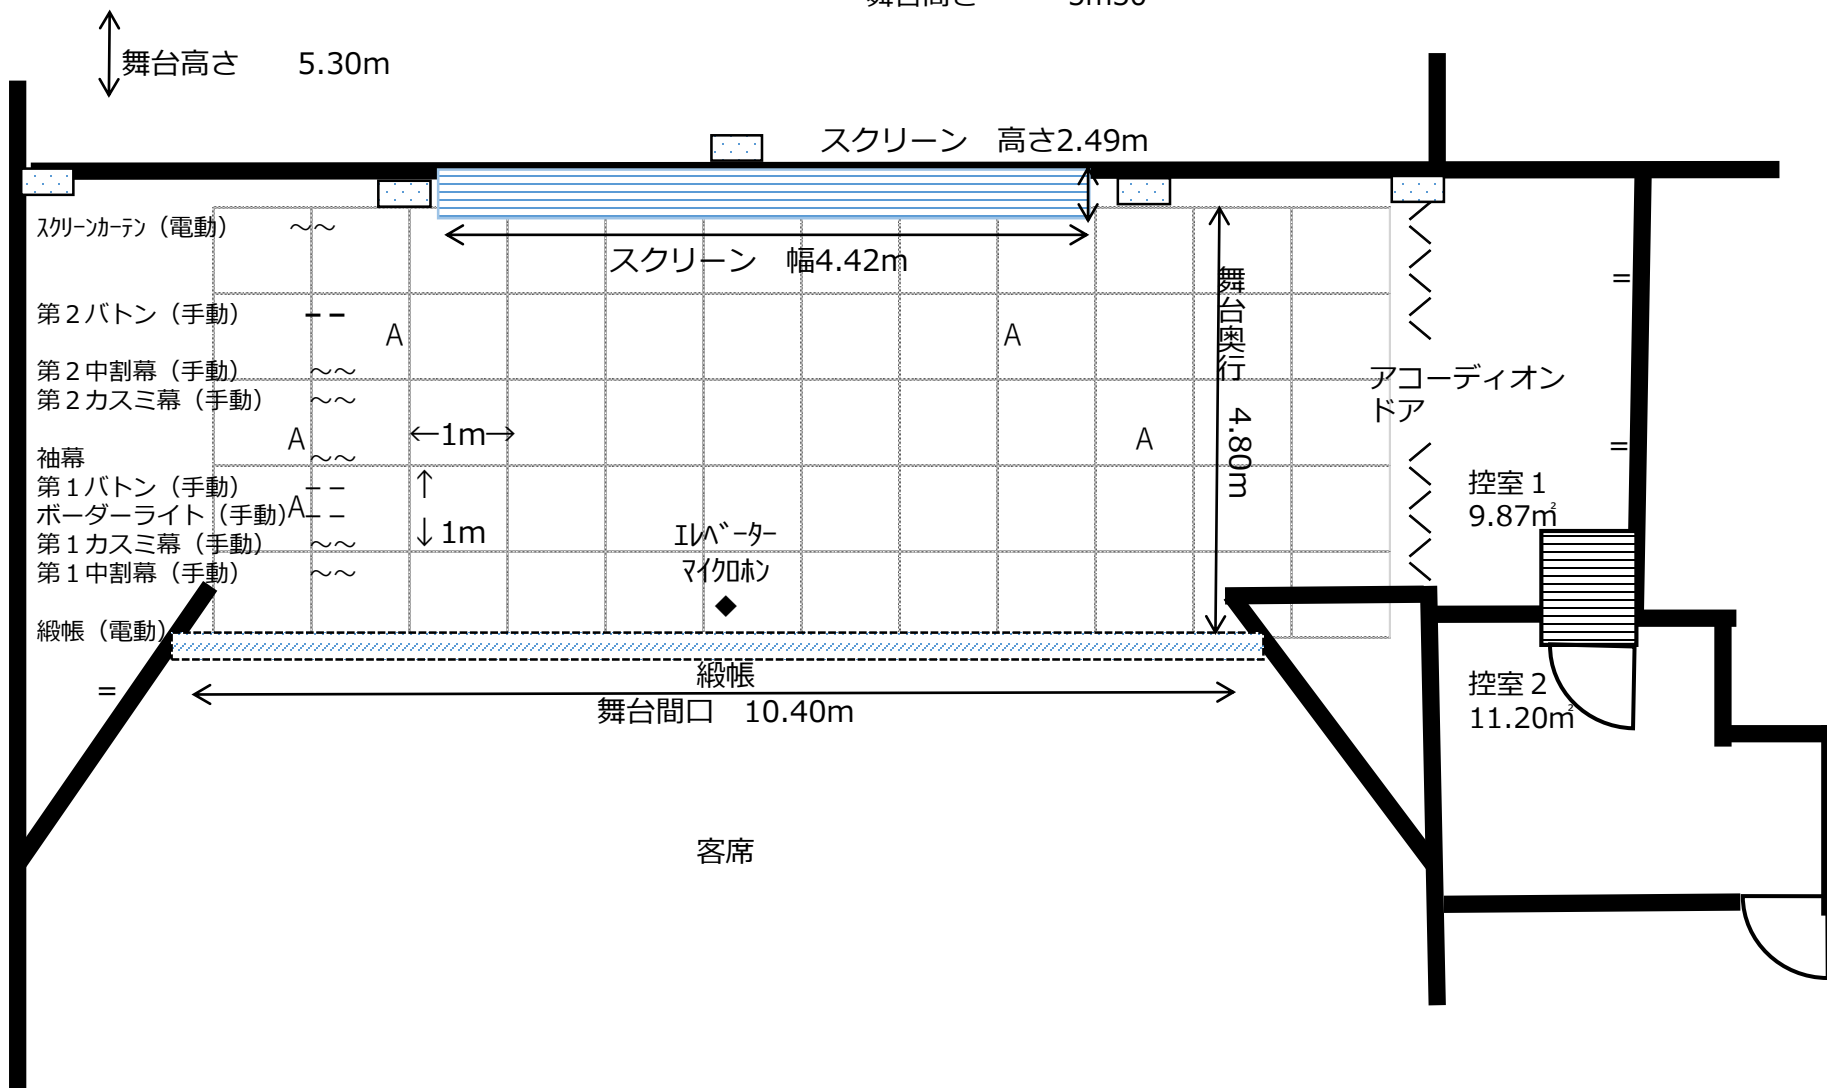 舞台高さ 5.30m
スクリーン 高さ2.49m
スクリーンカーテン（電動） ～～
スクリーン 幅4.42m
第２バトン（手動） --
A
A
舞台奥行 4.80m
第２中割幕（手動） ～～
第２カスミ幕（手動） ～～
アコーディオン
ドア
A
←1m→
A
袖幕 ～～
第１バトン（手動） --
↑
ボーダーライト（手動） --
A
↓1m
第１カスミ幕（手動） ～～
第１中割幕（手動） ～～
エレベーター
マイクロホン
◆
控室１
9.87㎡
=
=
緞帳（電動）
=
緞帳
舞台間口 10.40m
控室２
11.20㎡
客席